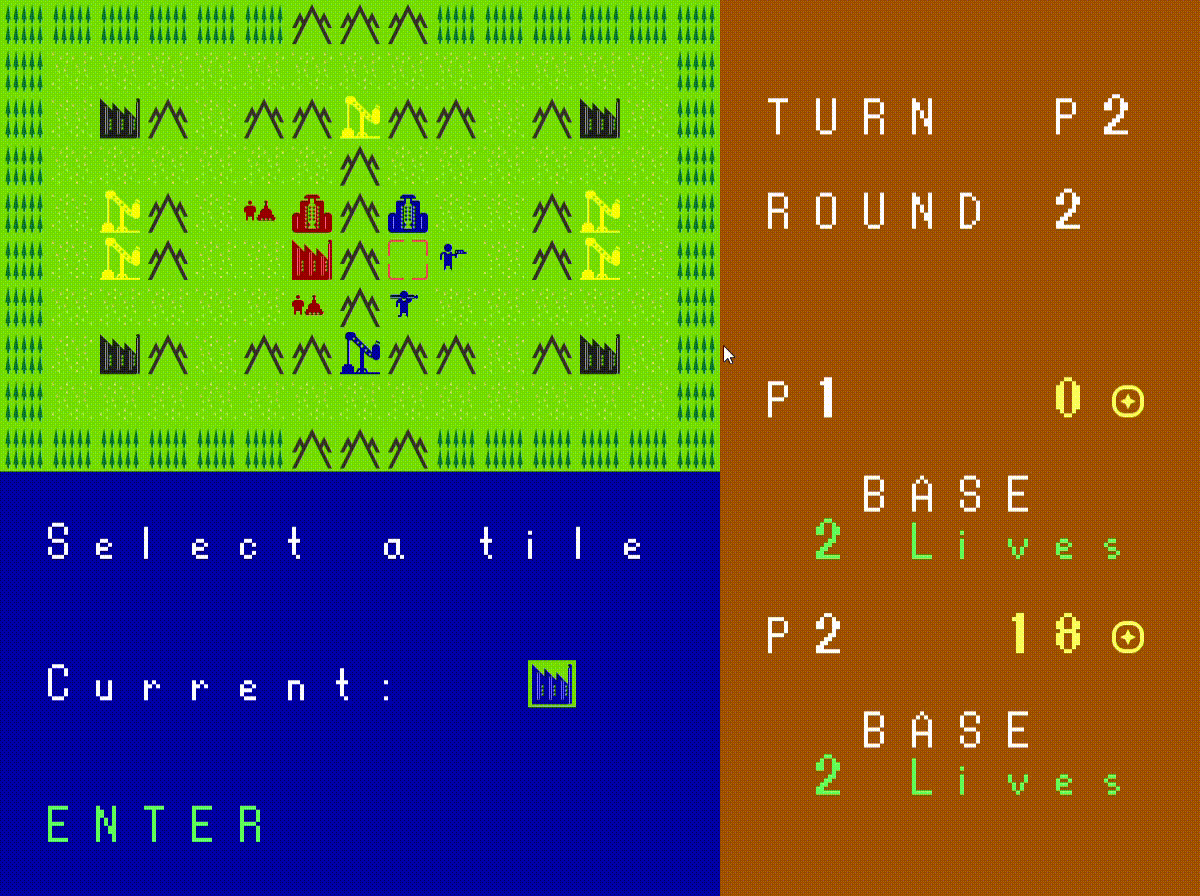 TURN P2
ROUND 2
P1 0
BASE
2 Lives
P2 18
BASE
2 Lives
Select a tile
Current:
ENTER